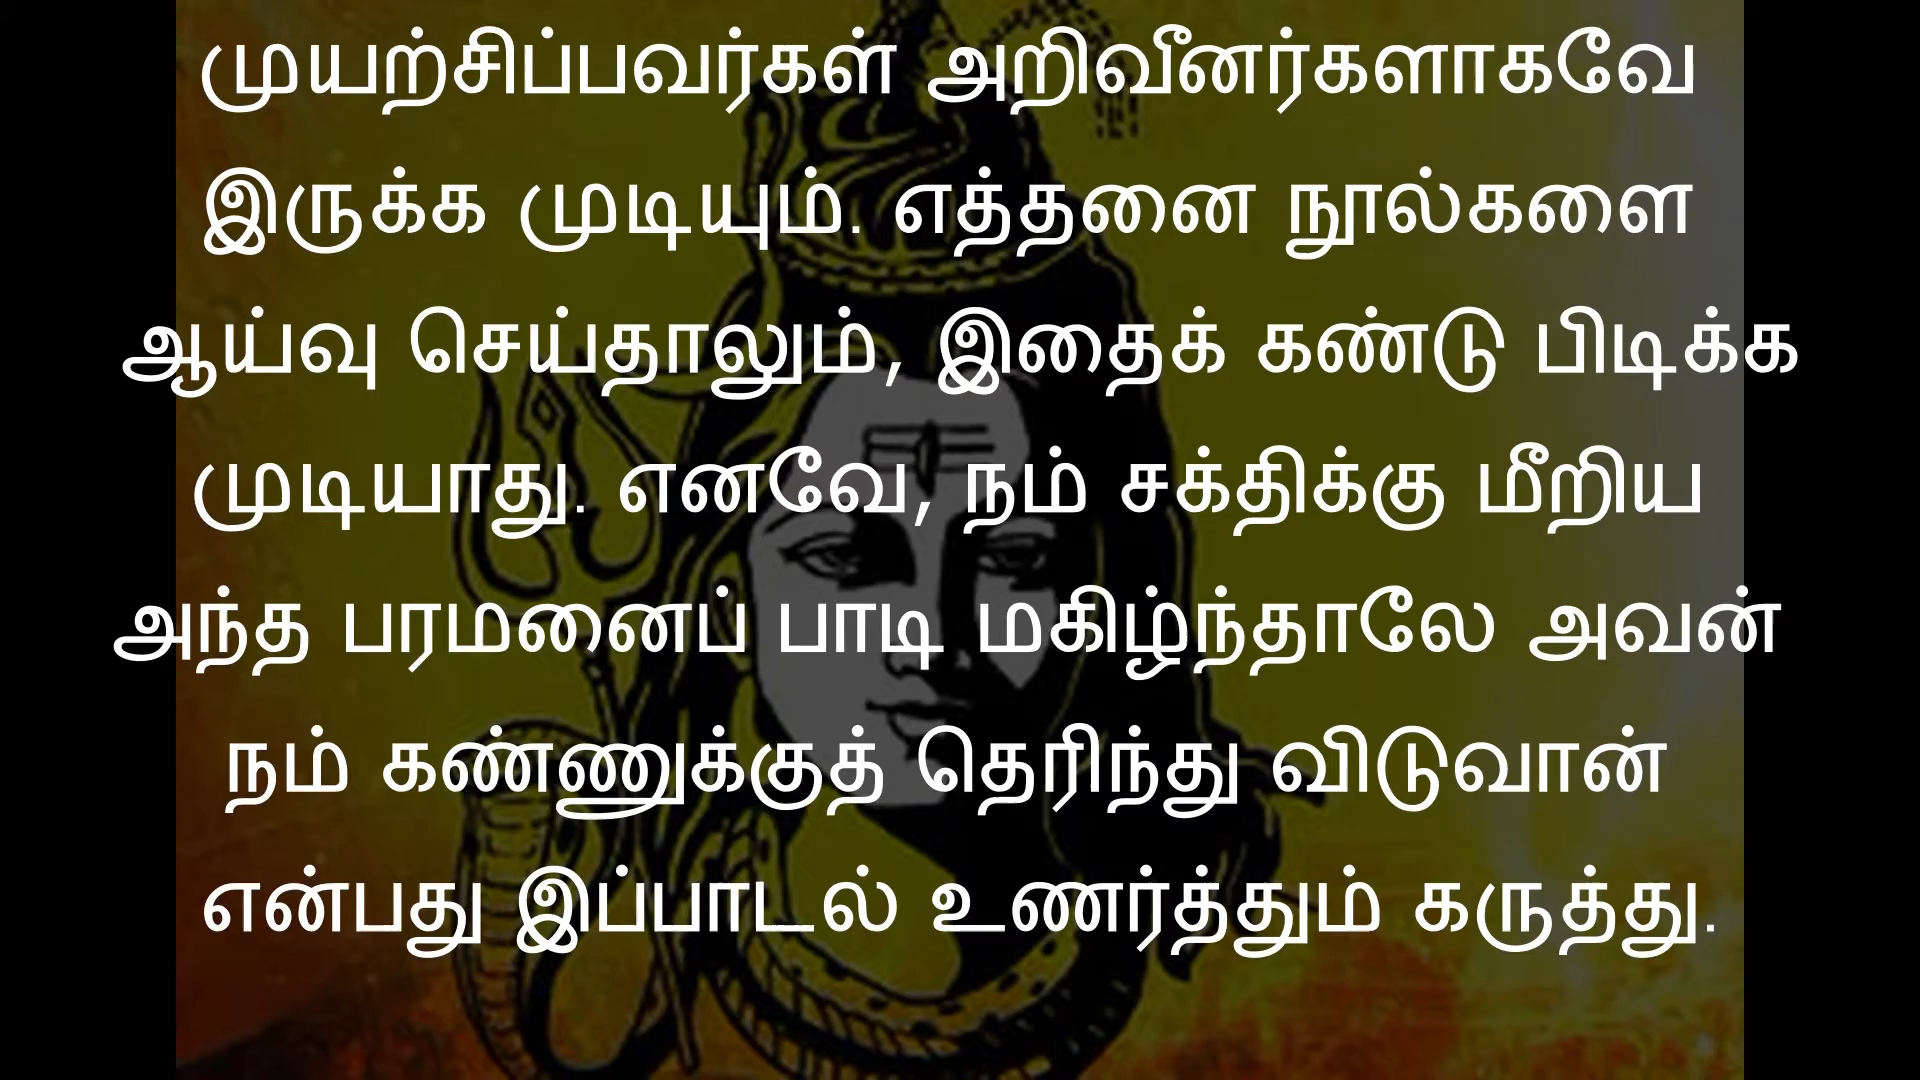 முயற்சிப்பவர்கள் அறிவீனர்களாகவே
இருக்க முடியும். எத்தனை நூல்களை
ஆய்வு செய்தாலும், இதைக் கண்டு பிடிக்க
முடியாது. எனவே, நம் சக்திக்கு மீறிய
அந்த பரமனைப் பாடி மகிழ்ந்தாலே அவன்
நம் கண்ணுக்குத் தெரிந்து விடுவான்
என்பது இப்பாடல் உணர்த்தும் கருத்து.